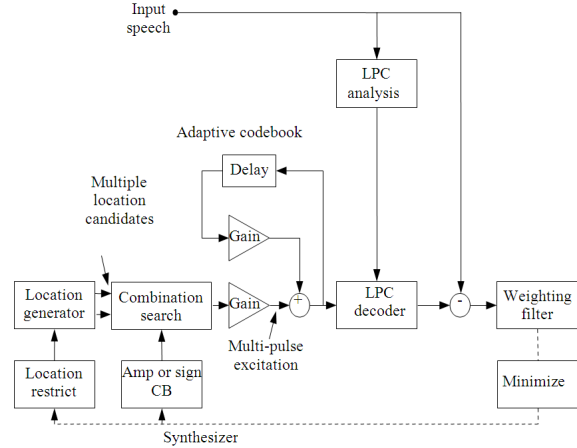 Input
speech
LPC
analysis
Adaptive codebook
Delay
Multiple
location
candidates
Gain
Location
generator
Combination
search
Gain
+
LPC
decoder
-
Weighting
filter
Multi-pulse
excitation
Location
restrict
Amp or sign
CB
Minimize
Synthesizer